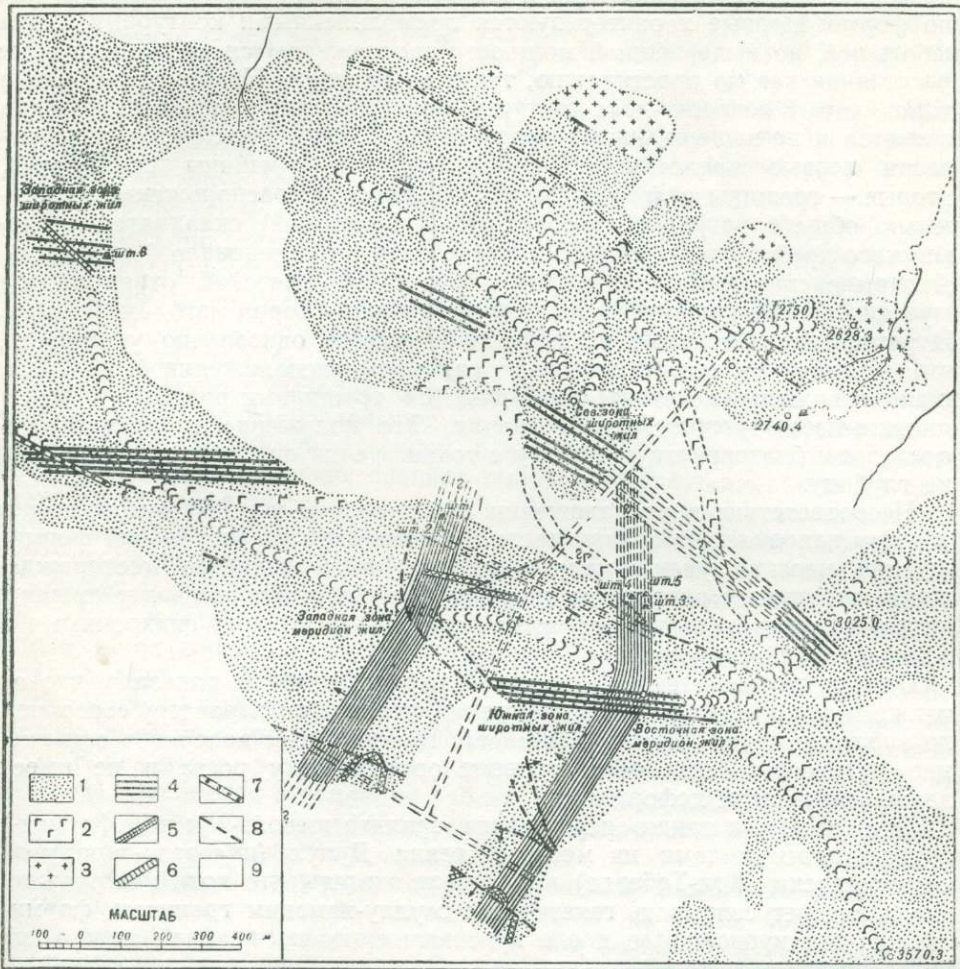 Западная зона
широтных жил
шт.6
А (2750)
2628.3
2740.4
Сев. зона
широтных
жил
?
?
?
шт. 2
шт. 4
шт.5
шт.3
Западная зона
меридион. жил
3025.0
Южная зона
широтных жил
Восточная зона
меридион. жил
?
1 4 7
2 5 8
3 6 9
МАСШТАБ
100 0 100 200 300 400 м
3570,3